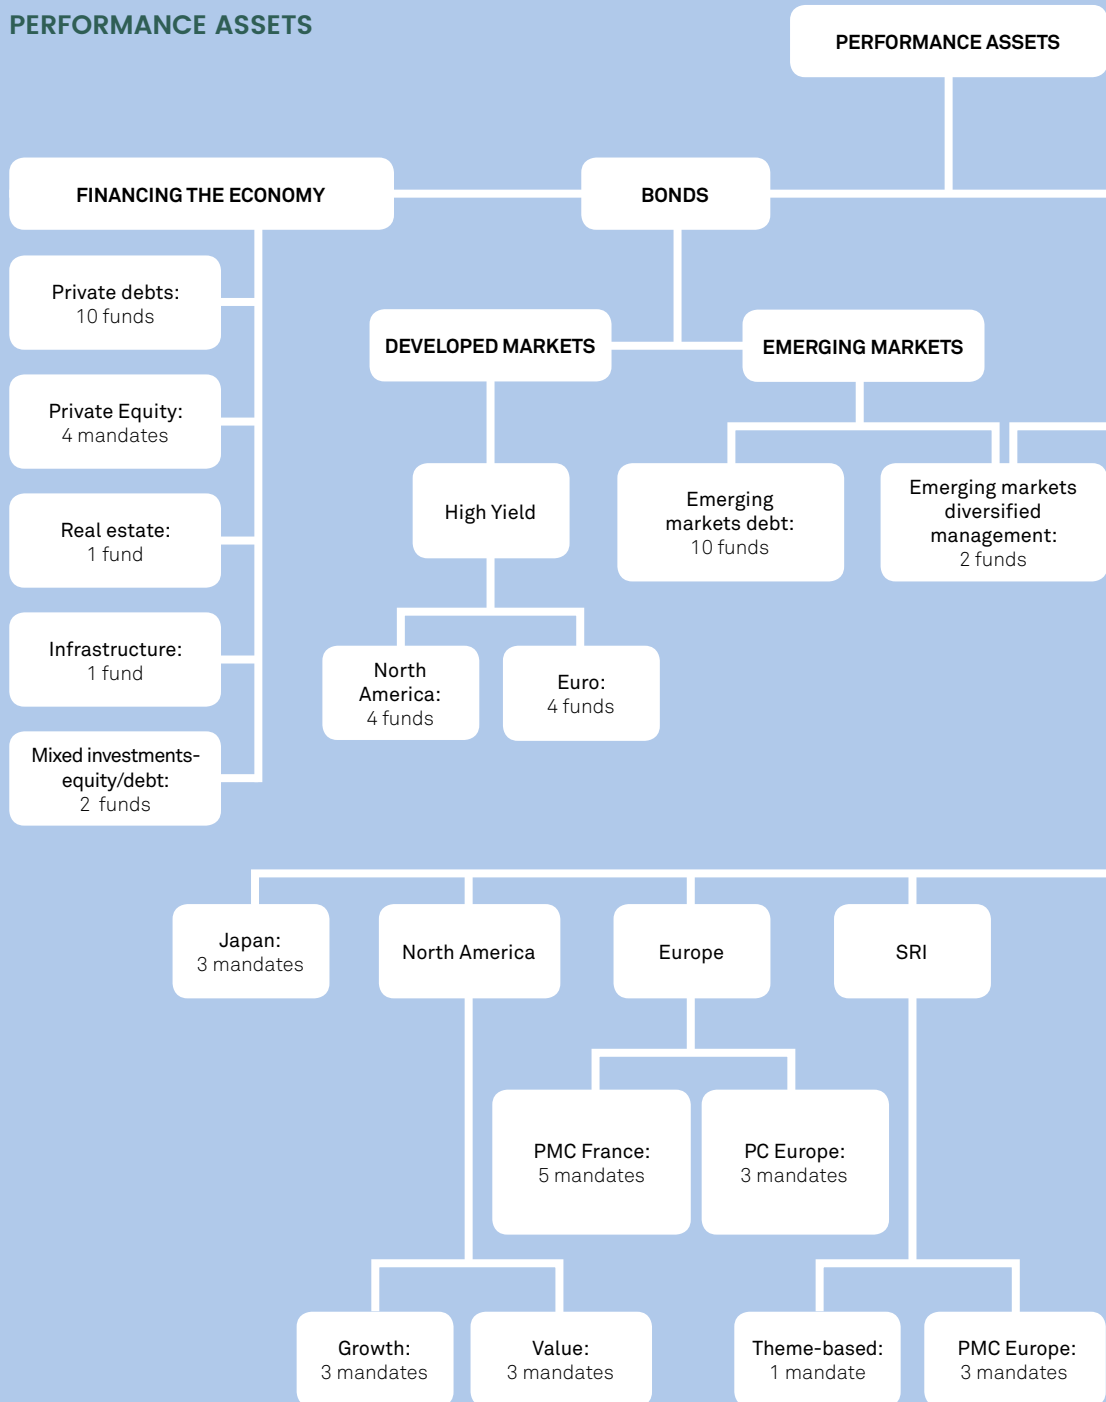 PERFORMANCE ASSETS
PERFORMANCE ASSETS
FINANCING THE ECONOMY
BONDS
Private debts:
10 funds
DEVELOPED MARKETS
EMERGING MARKETS
Private Equity:
4 mandates
High Yield
Emerging
markets debt:
10 funds
Emerging markets
diversified
management:
2 funds
Real estate:
1 fund
Infrastructure:
1 fund
North
America:
4 funds
Euro:
4 funds
Mixed investments-
equity/debt:
2 funds
Japan:
3 mandates
North America
Europe
SRI
PMC France:
5 mandates
PC Europe:
3 mandates
Growth:
3 mandates
Value:
3 mandates
Theme-based:
1 mandate
PMC Europe:
3 mandates